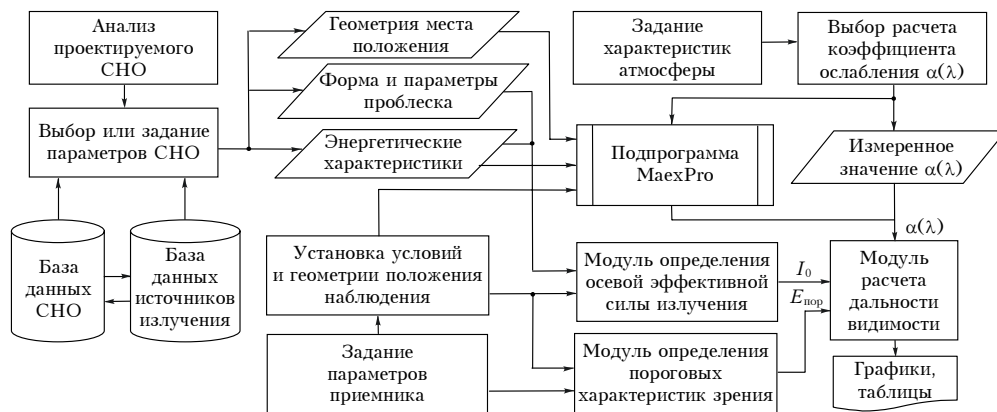 Анализ
проектируемого
СНО
Выбор или задание
параметров СНО
База
данных
СНО
База
данных
источников
излучения
Геометрия места
положения
Форма и параметры
проблеска
Энергетические
характеристики
Установка условий
и геометрии положения
наблюдения
Задание
параметров
приемника
Задание
характеристик
атмосферы
Выбор расчета
коэффициента
ослабления α(λ)
Подпрограмма
MaexPro
Измеренное
значение α(λ)
α(λ)
Модуль определения
осевой эффективной
силы излучения
I₀
Eпор
Модуль определения
пороговых
характеристик зрения
Модуль
расчета
дальности
видимости
Графики,
таблицы